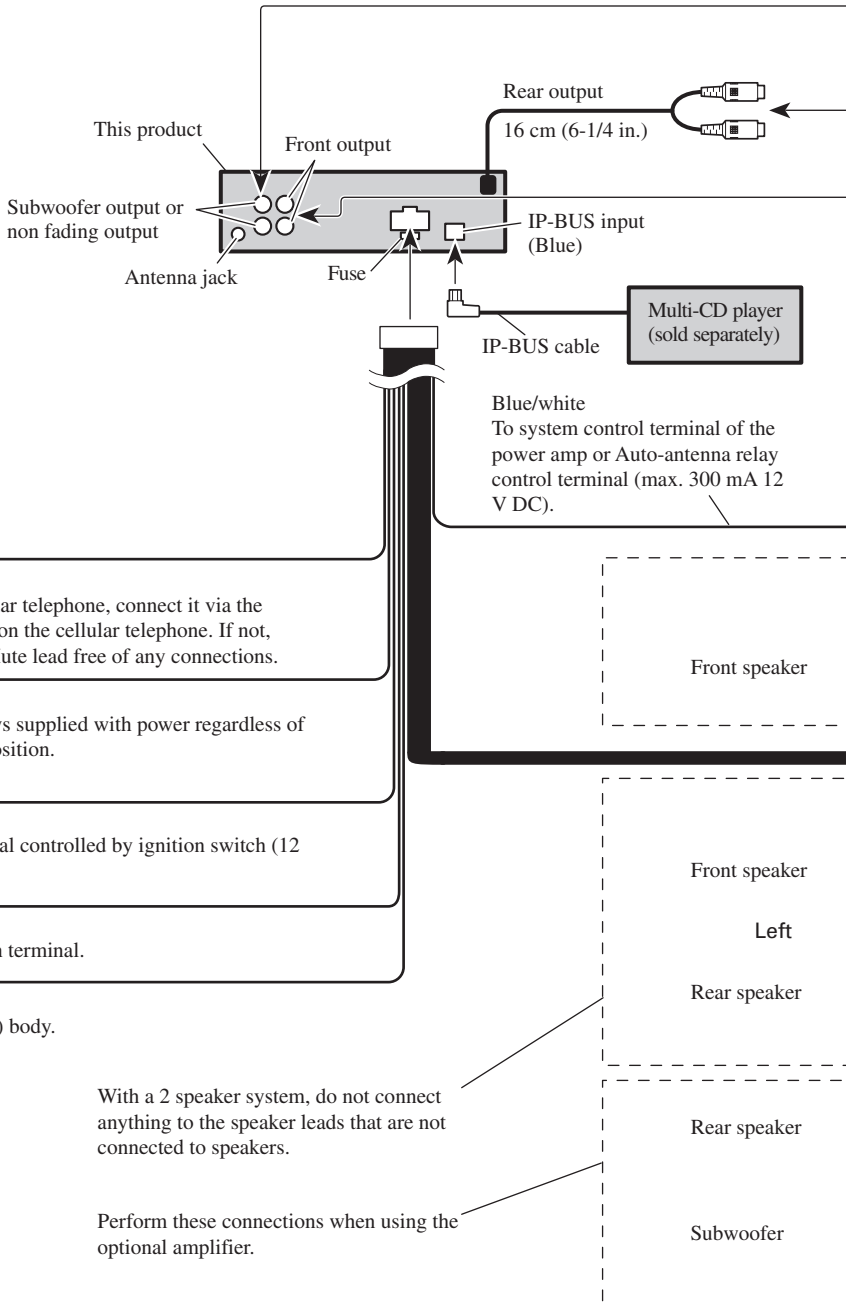 Rear output
16 cm (6-1/4 in.)
This product
Front output
Subwoofer output or
non fading output
IP-BUS input
(Blue)
Antenna jack
Fuse
Multi-CD player
(sold separately)
IP-BUS cable
Blue/white
To system control terminal of the
power amp or Auto-antenna relay
control terminal (max. 300 mA 12
V DC).
ar telephone, connect it via the
on the cellular telephone. If not,
ute lead free of any connections.
Front speaker
s supplied with power regardless of
sition.
al controlled by ignition switch (12
Front speaker
Left
terminal.
Rear speaker
) body.
With a 2 speaker system, do not connect
anything to the speaker leads that are not
connected to speakers.
Rear speaker
Perform these connections when using the
optional amplifier.
Subwoofer